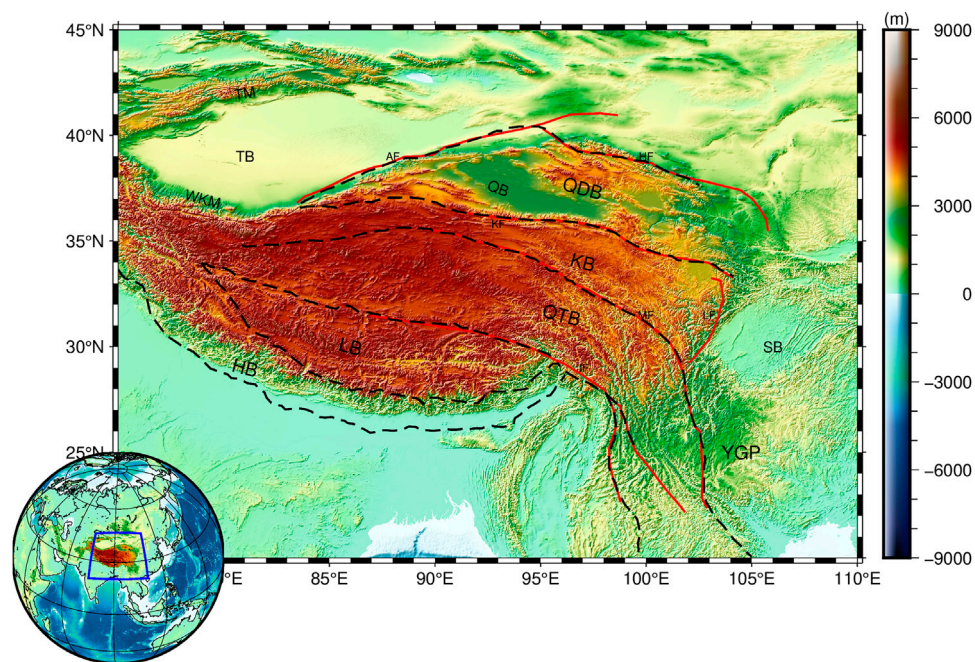 (m)
45°N
9000
TM
6000
40°N
TB
AF
HF
QB
QDB
3000
WKM
KF
35°N
KB
0
QTB
LF
30°N
LB
SB
HB
JF
−3000
25°N
YGP
−6000
−9000
85°E
90°E
95°E
100°E
105°E
110°E